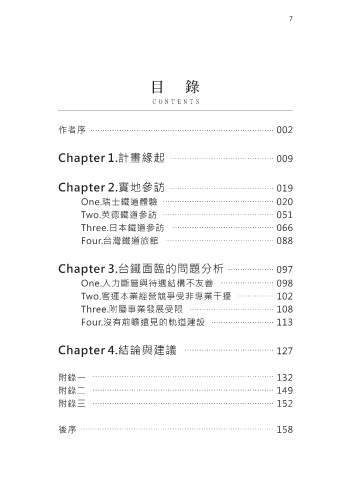 7
目 錄
CONTENTS
作者序 002
Chapter 1.計畫緣起 009
Chapter 2.實地參訪 019
One.瑞士鐵道體驗 020
Two.英德鐵道參訪 051
Three.日本鐵道參訪 066
Four.台灣鐵道旅館 088
Chapter 3.台鐵面臨的問題分析 097
One.人力斷層與待遇結構不友善 098
Two.客運本業經營競爭受非專業干擾 102
Three.附屬事業發展受限 108
Four.沒有前瞻遠見的軌道建設 113
Chapter 4.結論與建議 127
附錄一 132
附錄二 149
附錄三 152
後序 158